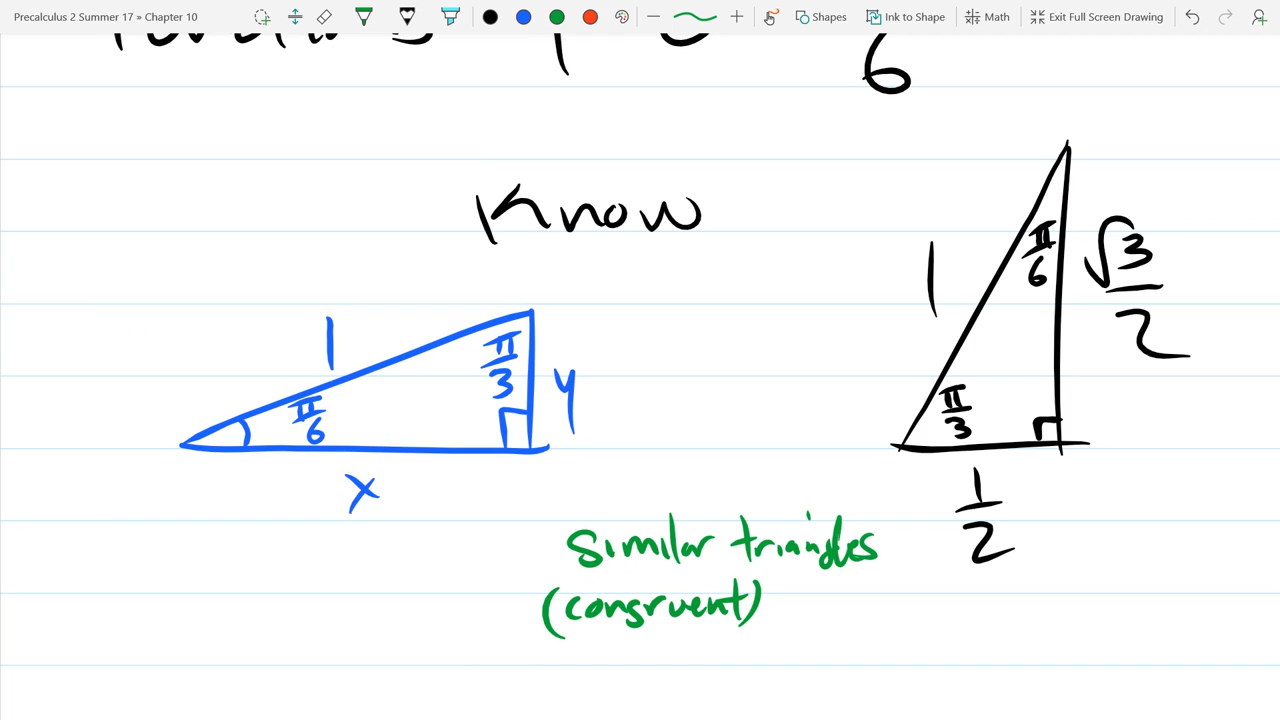 Precalculus 2 Summer 17 » Chapter 10
Shapes
Ink to Shape
Math
Exit Full Screen Drawing
6
Know
1
π/6
√3/2
π/3
1/2
1
π/3
π/6
y
x
Similar triangles
(congruent)